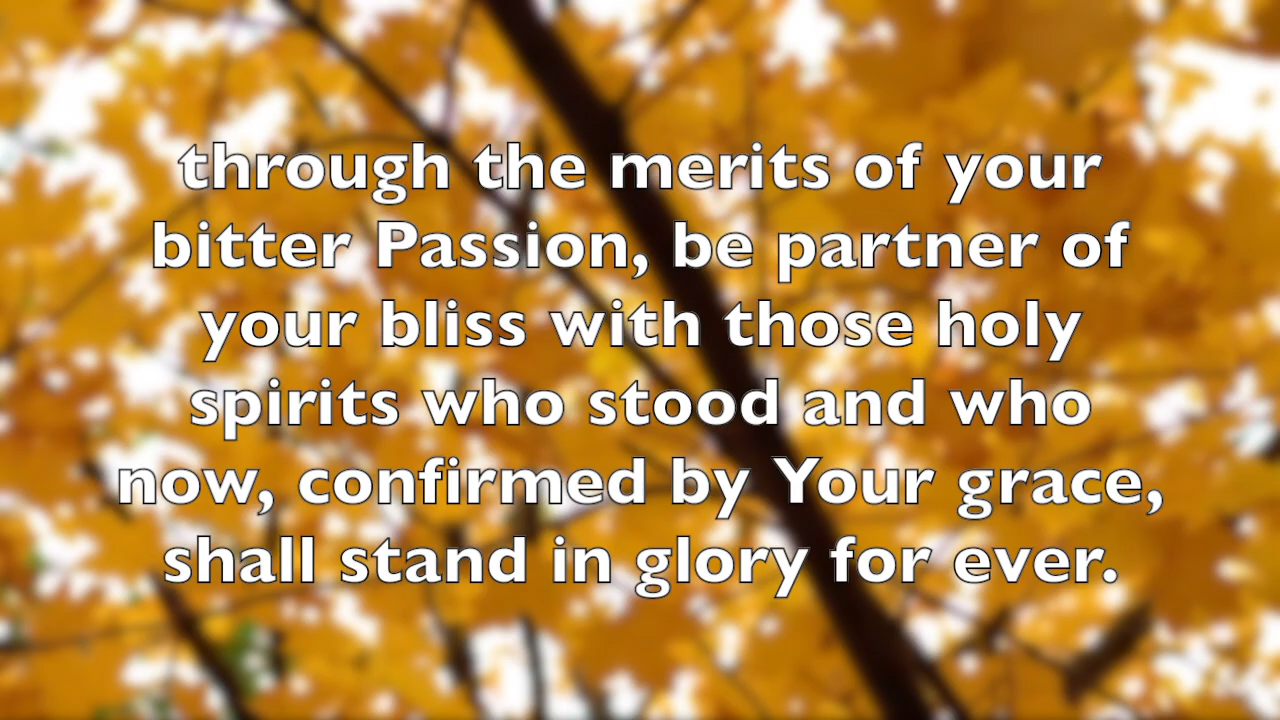 through the merits of your
bitter Passion, be partner of
your bliss with those holy
spirits who stood and who
now, confirmed by Your grace,
shall stand in glory for ever.